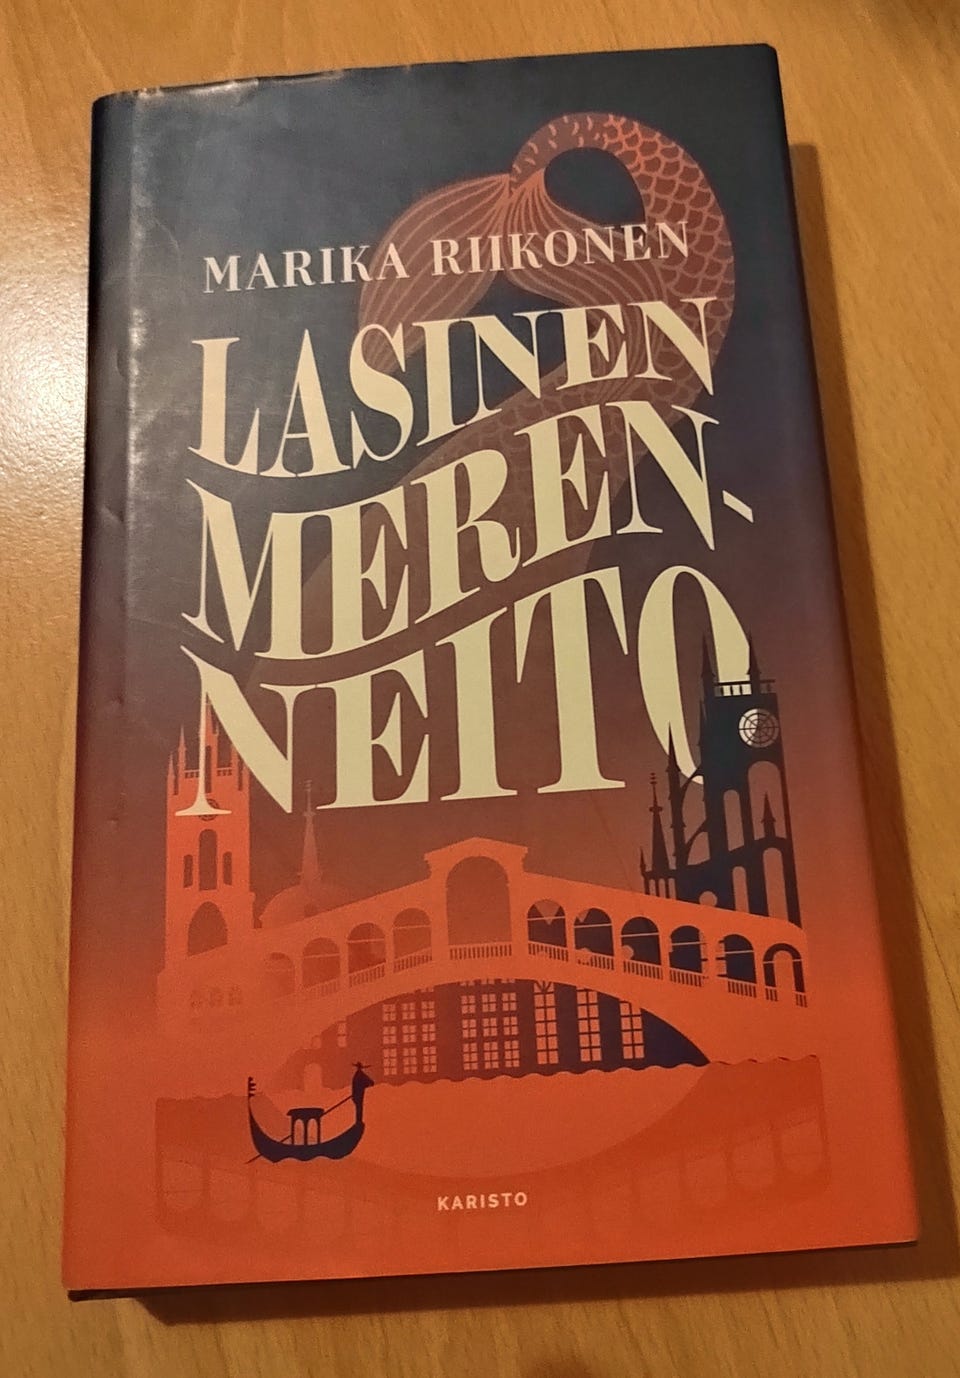 MARIKA RIIKONEN
LASINEN
MEREN-
NEITO
KARISTO